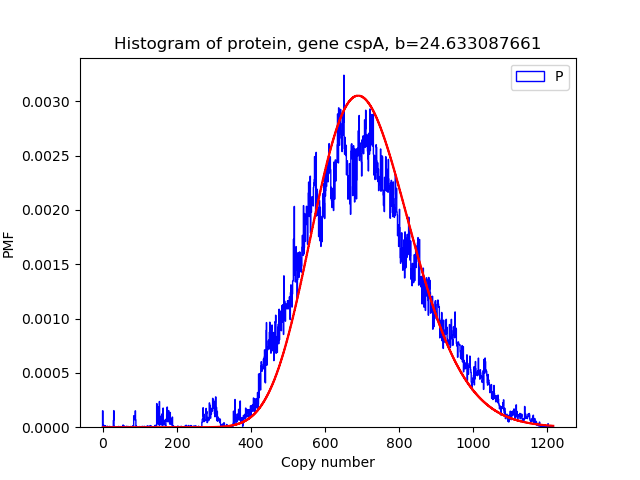 Histogram of protein, gene cspA, b=24.633087661
P
0.0030
0.0025
0.0020
0.0015
0.0010
0.0005
0.0000
PMF
0 200 400 600 800 1000 1200
Copy number